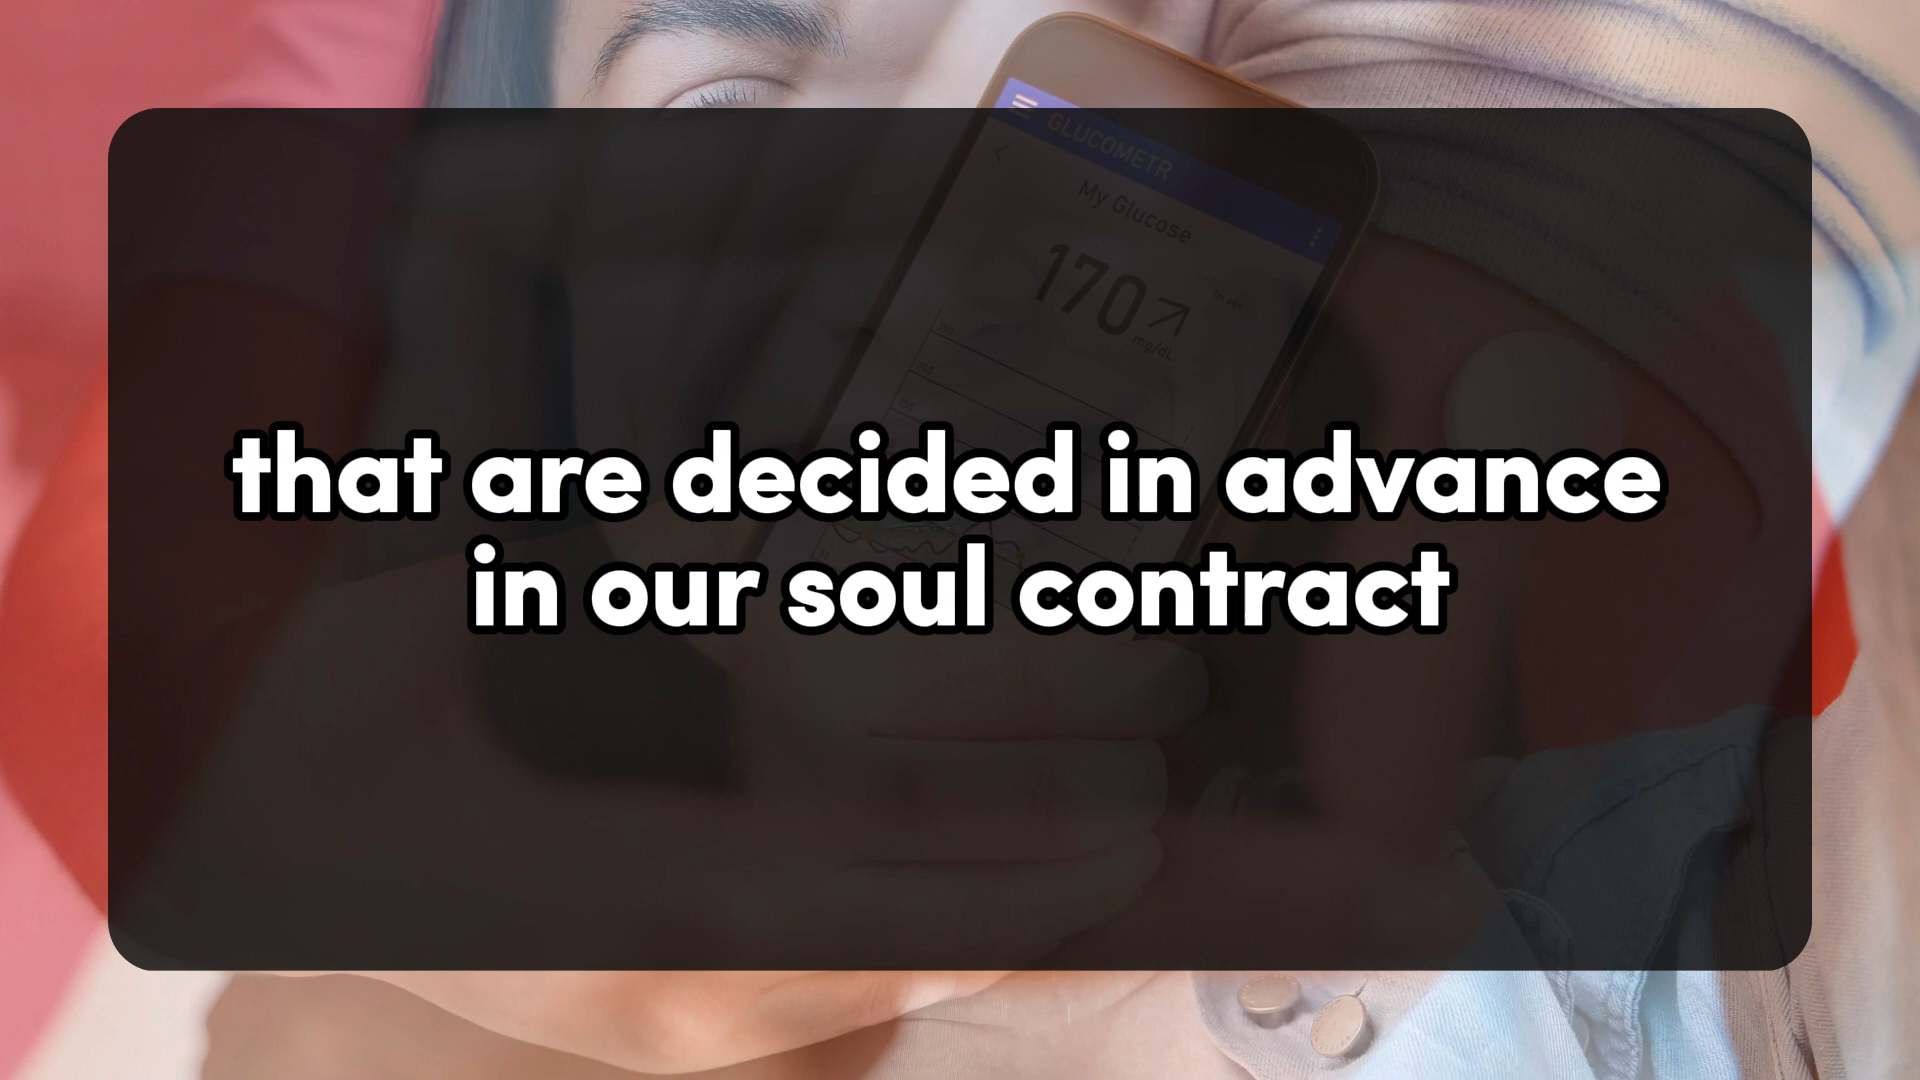 GLUCOMETR
My Glucose
170
mg/dL
that are decided in advance
in our soul contract